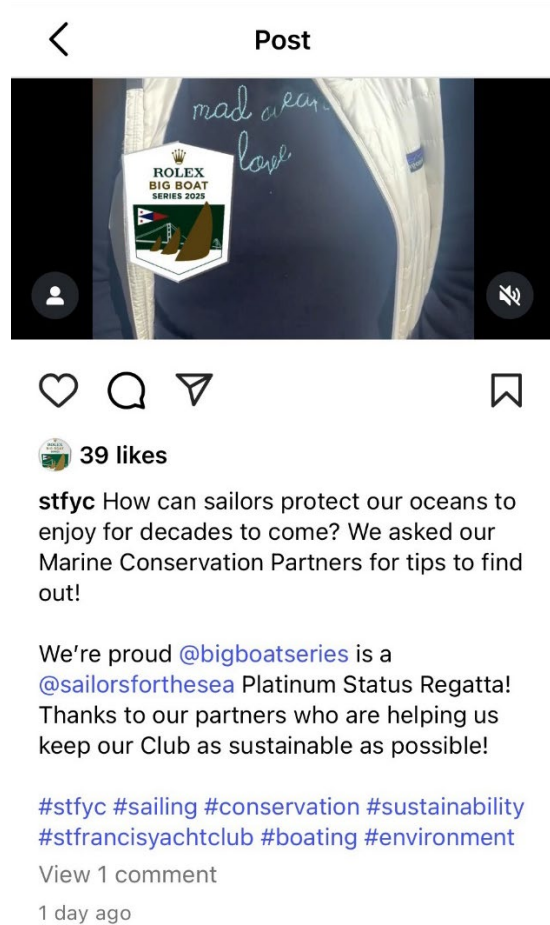 Post
mad ocean
love
ROLEX
BIG BOAT
SERIES 2025
39 likes
stfyc How can sailors protect our oceans to
enjoy for decades to come? We asked our
Marine Conservation Partners for tips to find
out!
We’re proud @bigboatseries is a
@sailorsforthesea Platinum Status Regatta!
Thanks to our partners who are helping us
keep our Club as sustainable as possible!
#stfyc #sailing #conservation #sustainability
#stfrancisyachtclub #boating #environment
View 1 comment
1 day ago